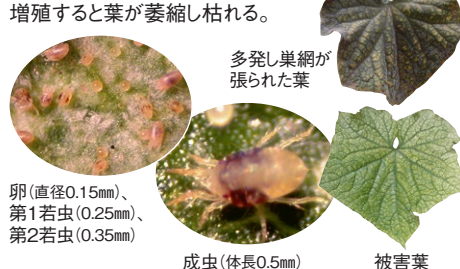 増殖すると葉が萎縮し枯れる。
多発し巣網が
張られた葉
卵(直径0.15㎜)、
第1若虫(0.25㎜)、
第2若虫(0.35㎜)
成虫(体長0.5㎜)
被害葉